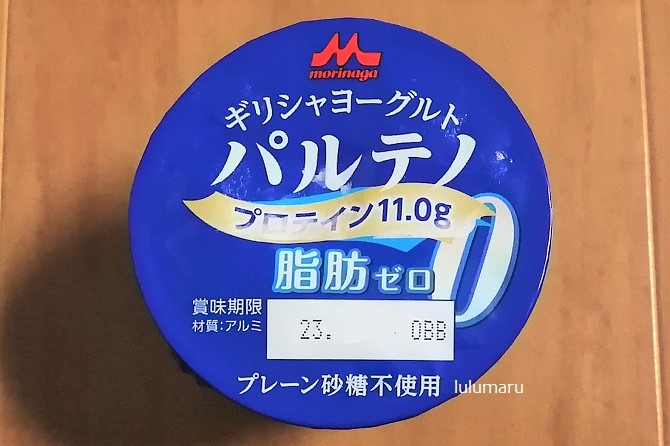 morinaga
ギリシャヨーグルト
パルテノ
プロテイン11.0g
脂肪ゼロ
0
賞味期限
材質:アルミ
23. 0BB
プレーン砂糖不使用
lulumaru